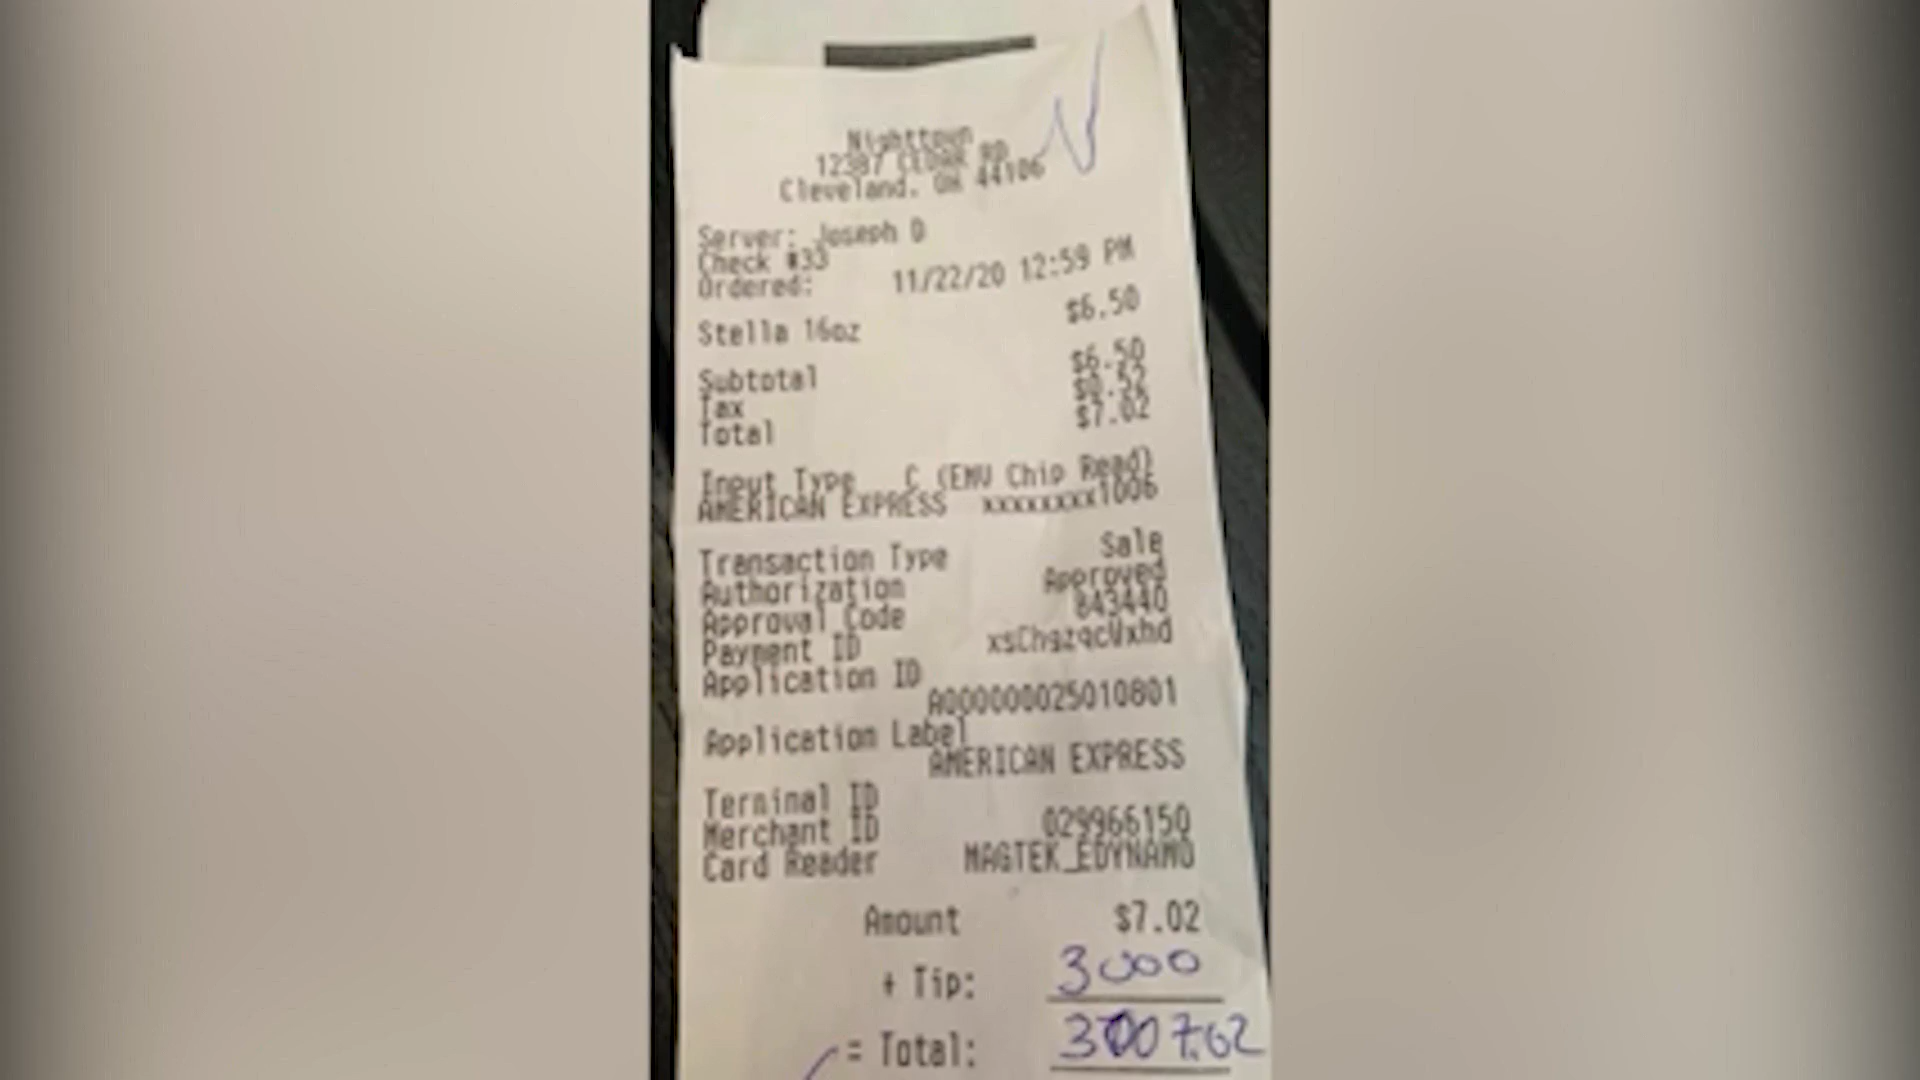 Nighttown
12387 CEDAR RD
Cleveland, OH 44106
Server: Joseph D
Check #33
Ordered: 11/22/20 12:59 PM
Stella 16oz $6.50
Subtotal $6.50
Tax $0.52
Total $7.02
Input Type C (EMV Chip Read)
AMERICAN EXPRESS xxxxxxxx1006
Transaction Type Sale
Authorization Approved
Approval Code 843440
Payment ID xsChgzqcVxhd
Application ID
A000000025010801
Application Label
AMERICAN EXPRESS
Terminal ID
Merchant ID 029966150
Card Reader MAGTEK_EDYNAMO
Amount $7.02
+ Tip: 3000
= Total: 3007.02